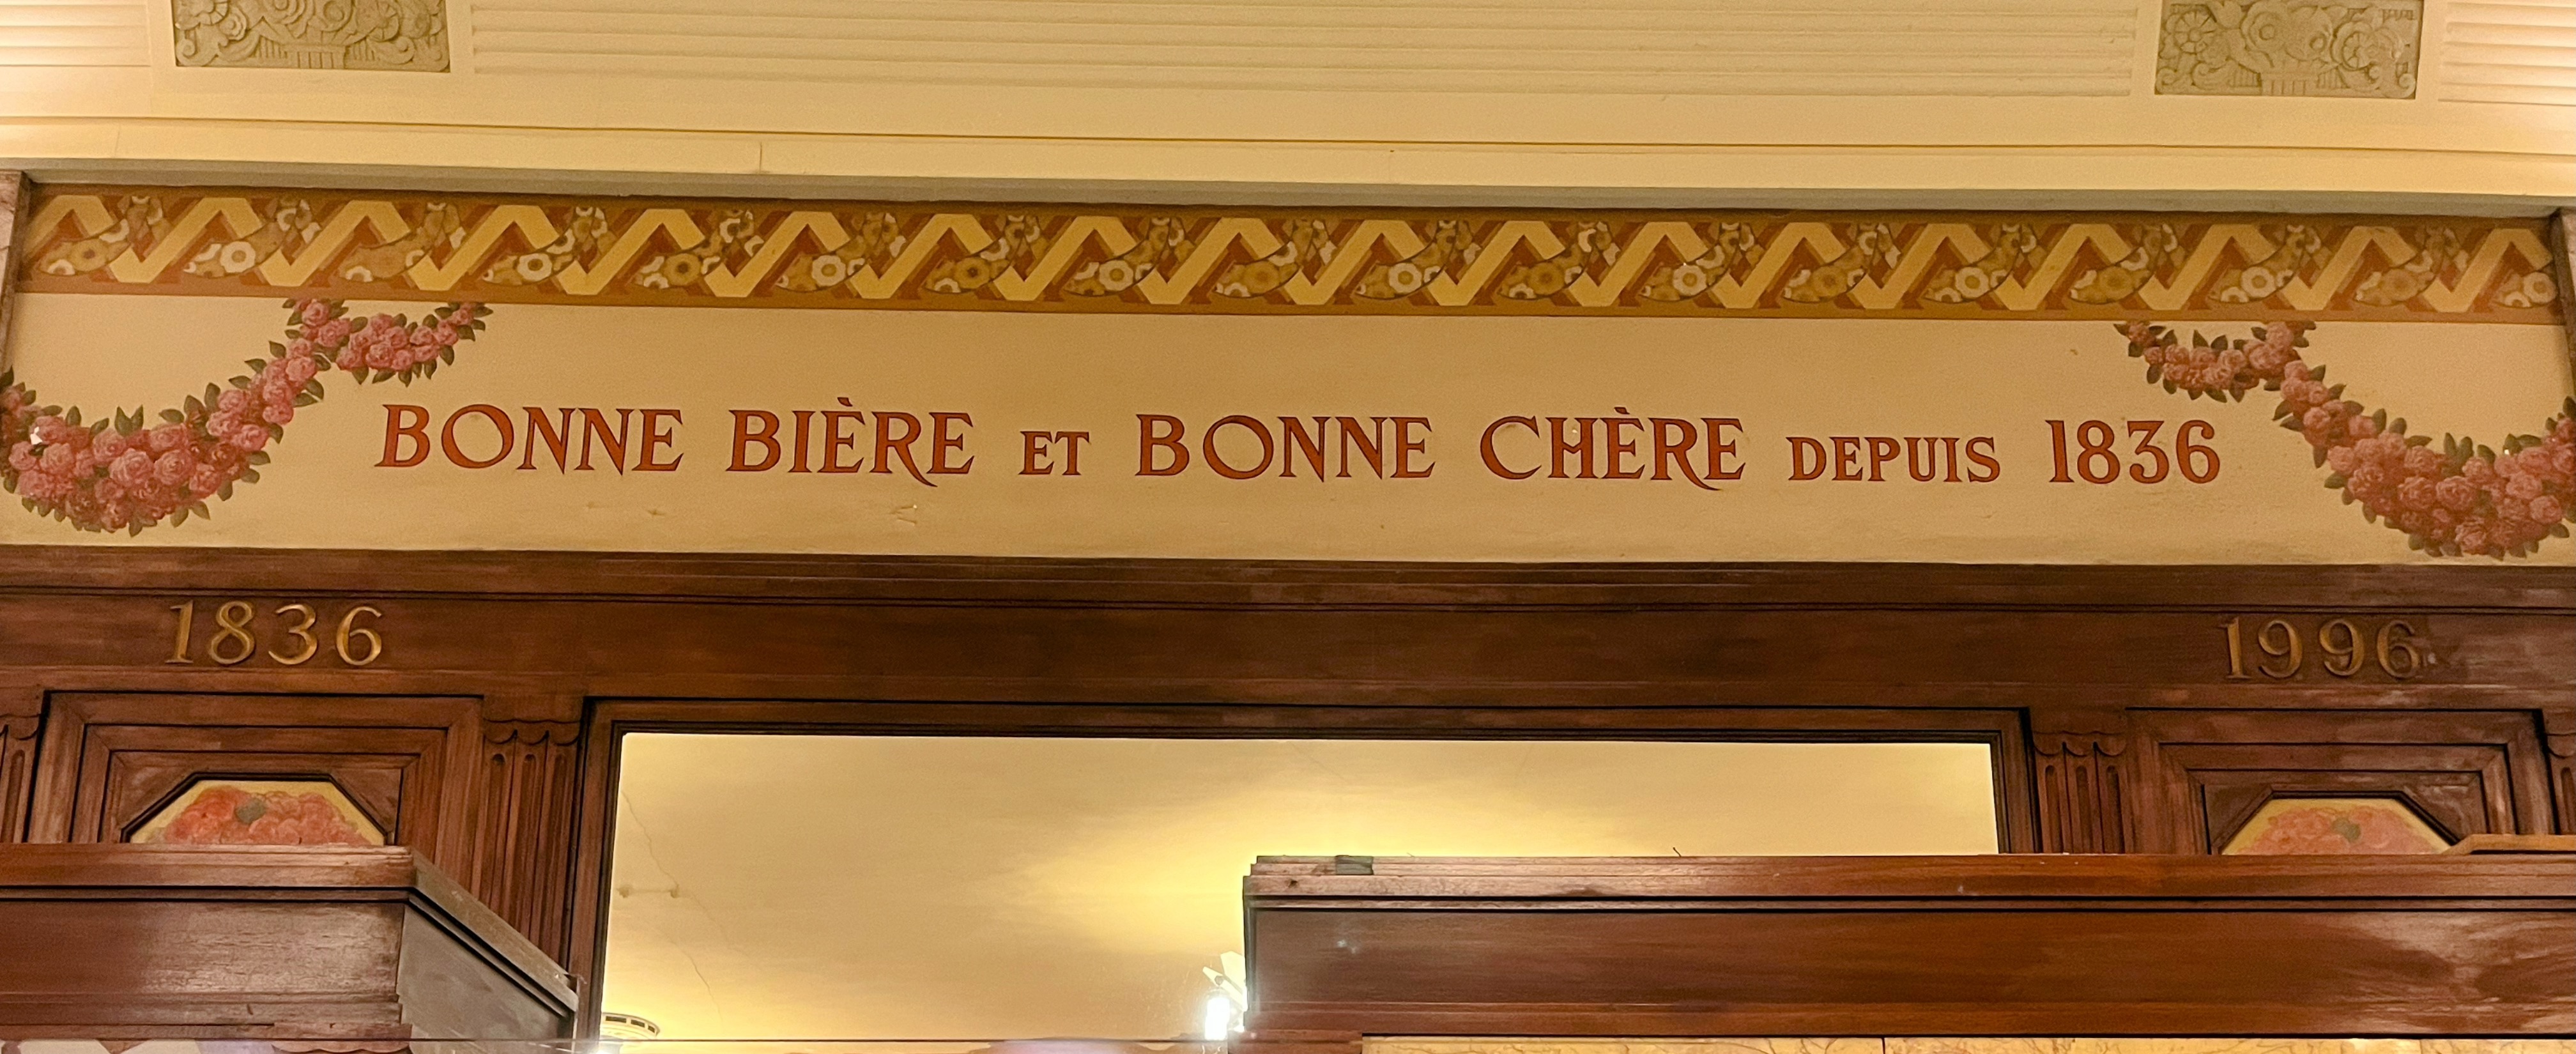 BONNE BIÈRE ET BONNE CHÈRE DEPUIS 1836
1836
1996